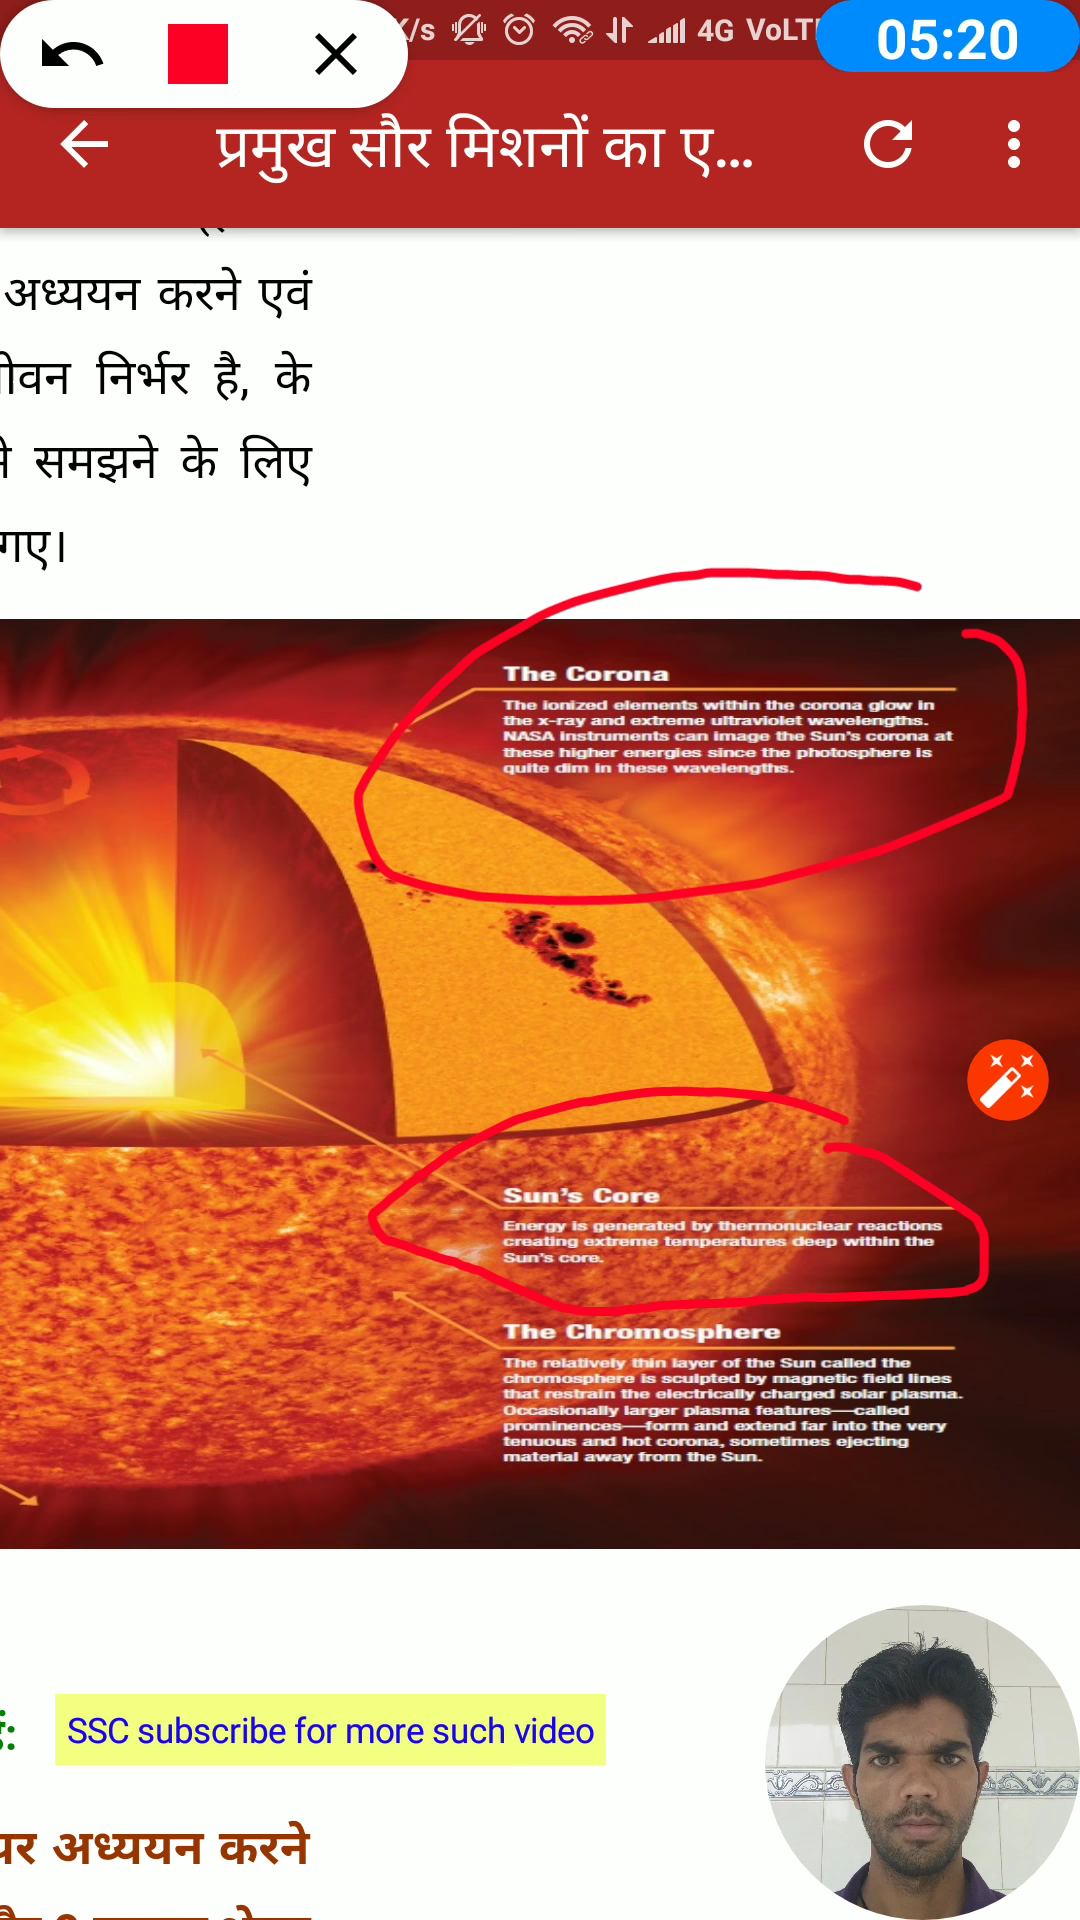 K/s 4G VoLT 05:20
प्रमुख सौर मिशनों का ए...
अध्ययन करने एवं
निर्भर है, के
समझने के लिए
गए।
The Corona
The ionized elements within the corona glow in
the x-ray and extreme ultraviolet wavelengths.
NASA instruments can image the Sun's corona at
these higher energies since the photosphere is
quite dim in these wavelengths.
Sun's Core
Energy is generated by thermonuclear reactions
creating extreme temperatures deep within the
Sun's core.
The Chromosphere
The relatively thin layer of the Sun called the
chromosphere is sculpted by magnetic field lines
that restrain the electrically charged solar plasma.
Occasionally larger plasma features—called
prominences—form and extend far into the very
tenuous and hot corona, sometimes ejecting
material away from the Sun.
SSC subscribe for more such video
अध्ययन करने